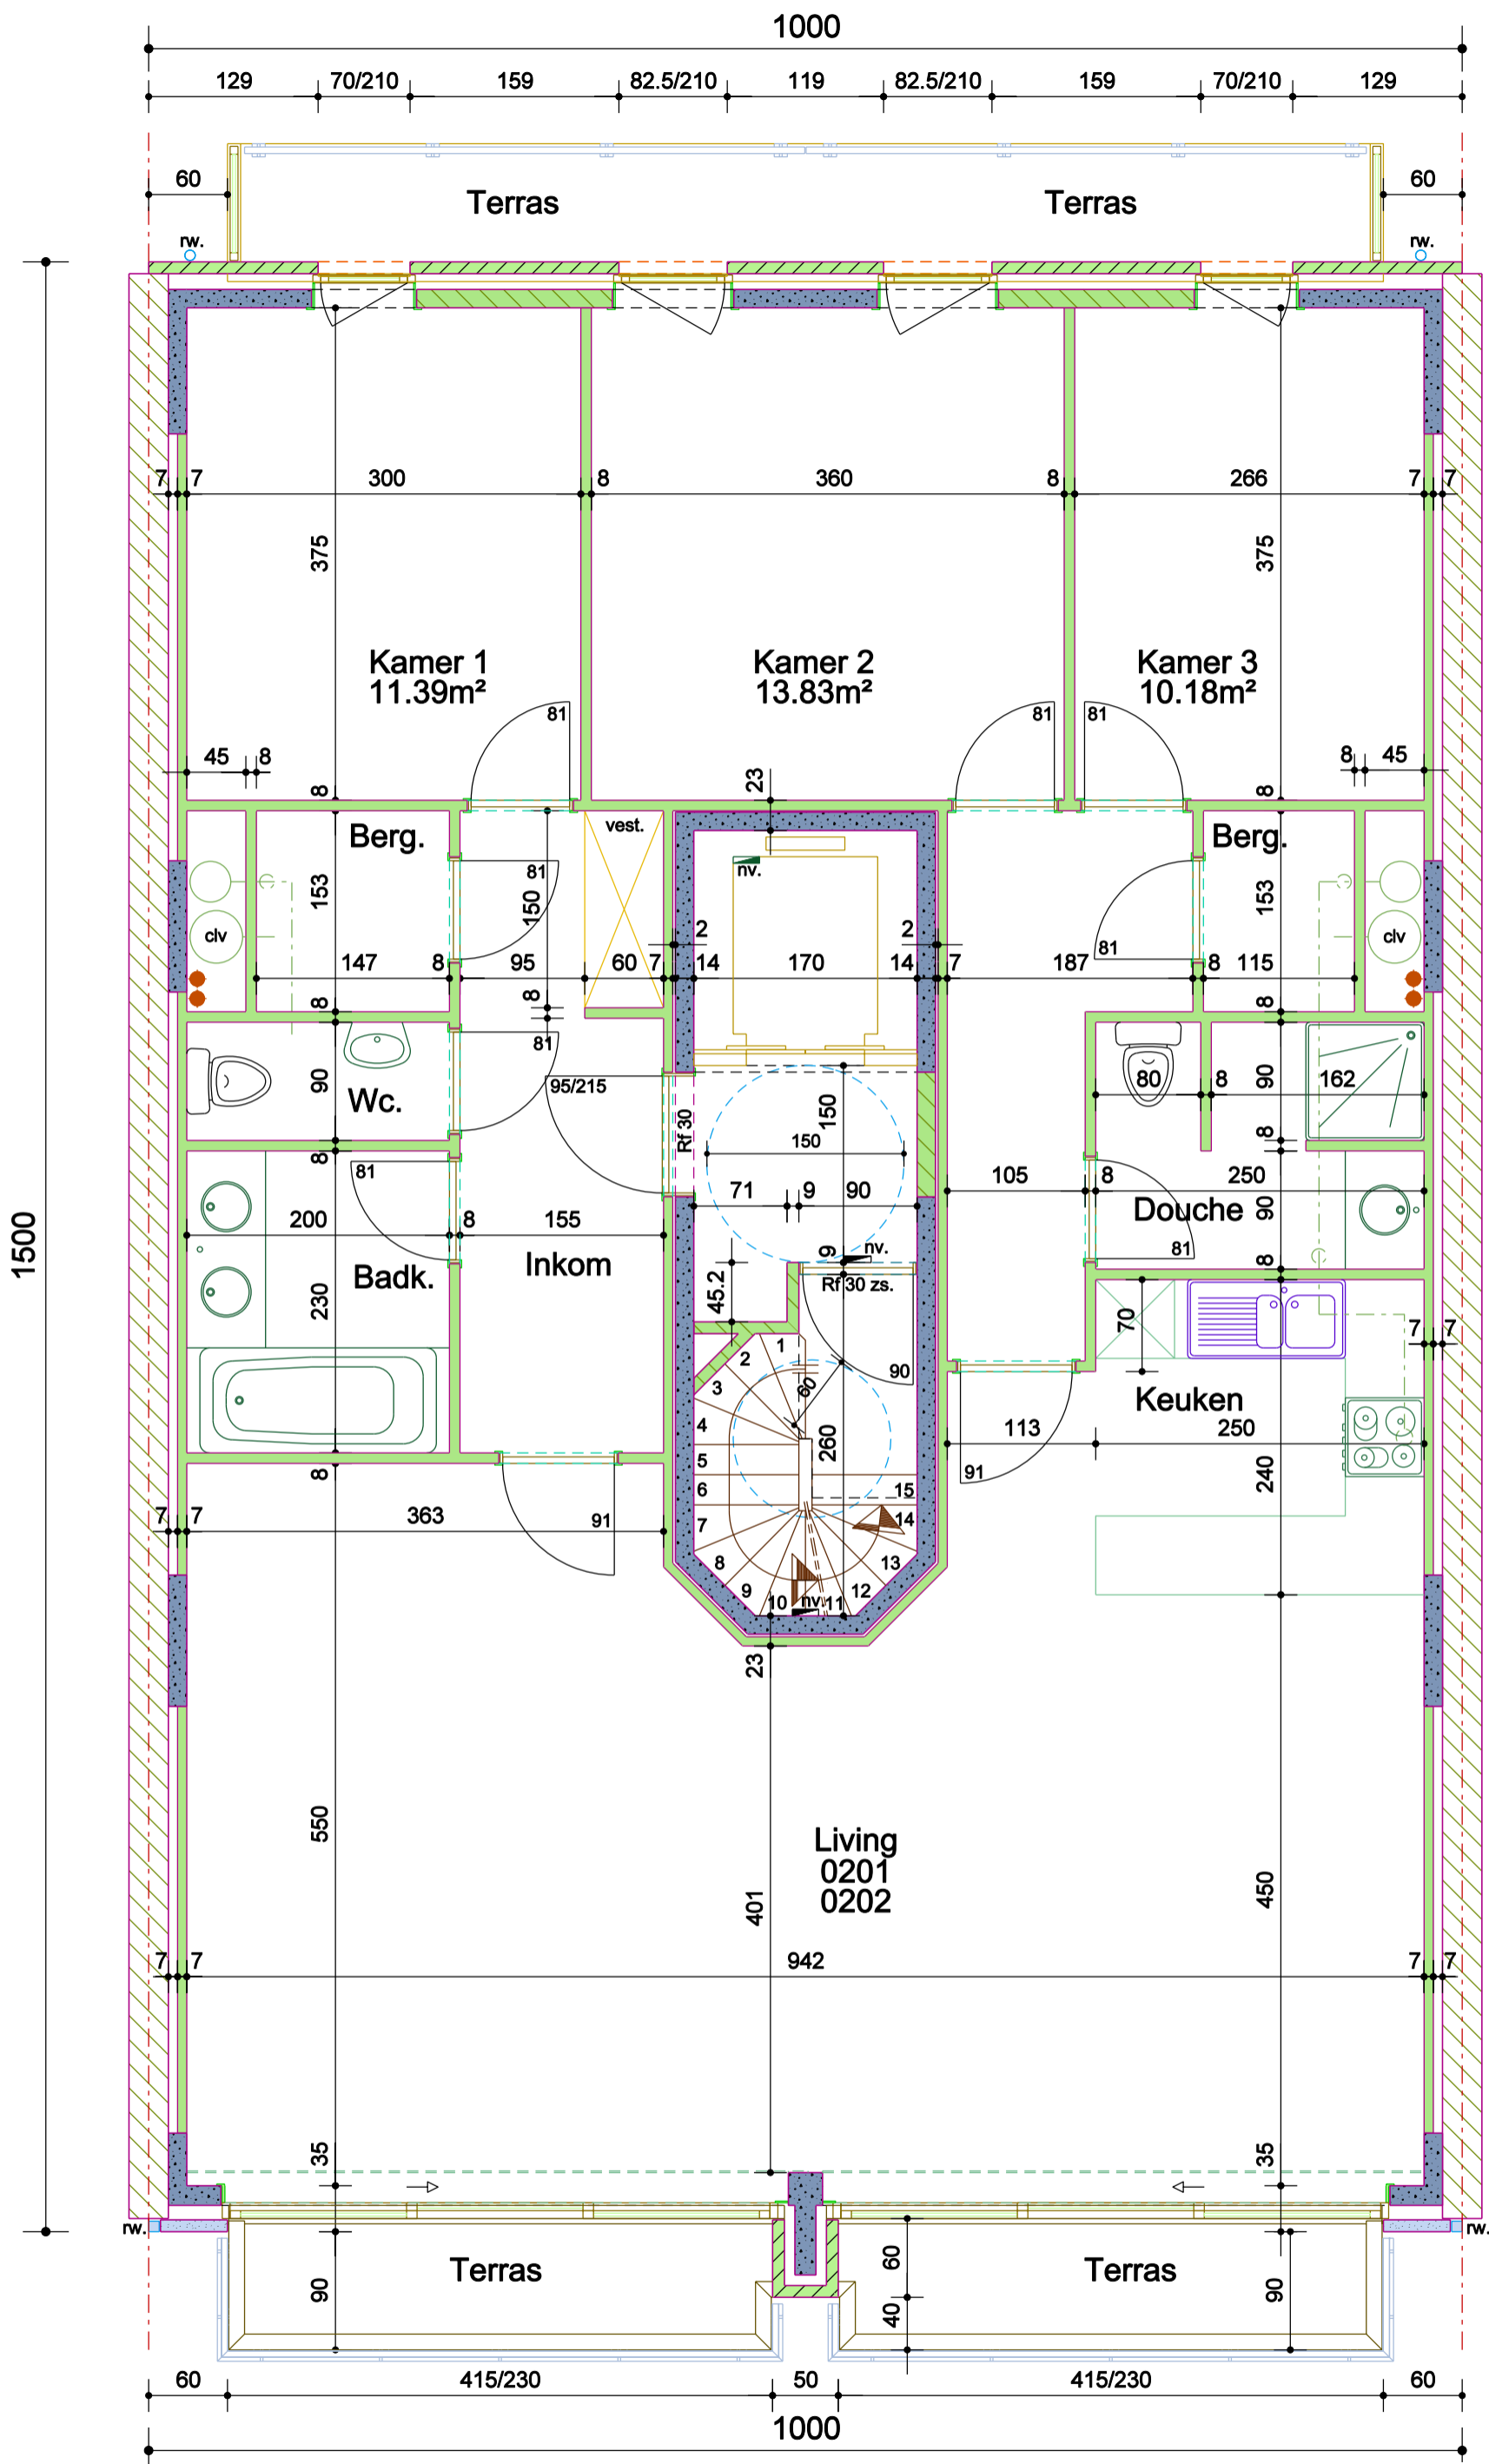 1000
129 70/210 159 82.5/210 119 82.5/210 159 70/210 129
60 Terras Terras 60
rw. rw.
7 7 300 8 360 8 266 7 7
375 375
Kamer 1 Kamer 2 Kamer 3
11.39m² 13.83m² 10.18m²
81 81 81
45 8 23 8 45
8 8
Berg. vest. Berg.
nv.
81
153 150 153
clv 2 2 clv
81
147 8 95 60 7 14 170 14 7 187 8 115
8 8 8
81
95/215 80 8 90 162
90 Wc. Rf 30 150
150
8 8
81 71 9 90 105 8 250
200 8 155 Douche 90
1500
Inkom 9 nv. 81
Badk. 45.2 Rf 30 zs. 8
230 70
1 7 7
2
3 60 90 Keuken
4 260 113 250
5 91 240
8 6 15
7 7 363 91 7 14
8 13
9 12
10 nv. 11
23
550 Living
0201
0202
401 450
7 7 942 7 7
35 35
rw. rw.
Terras 60 Terras
90 40 90
60 415/230 50 415/230 60
1000